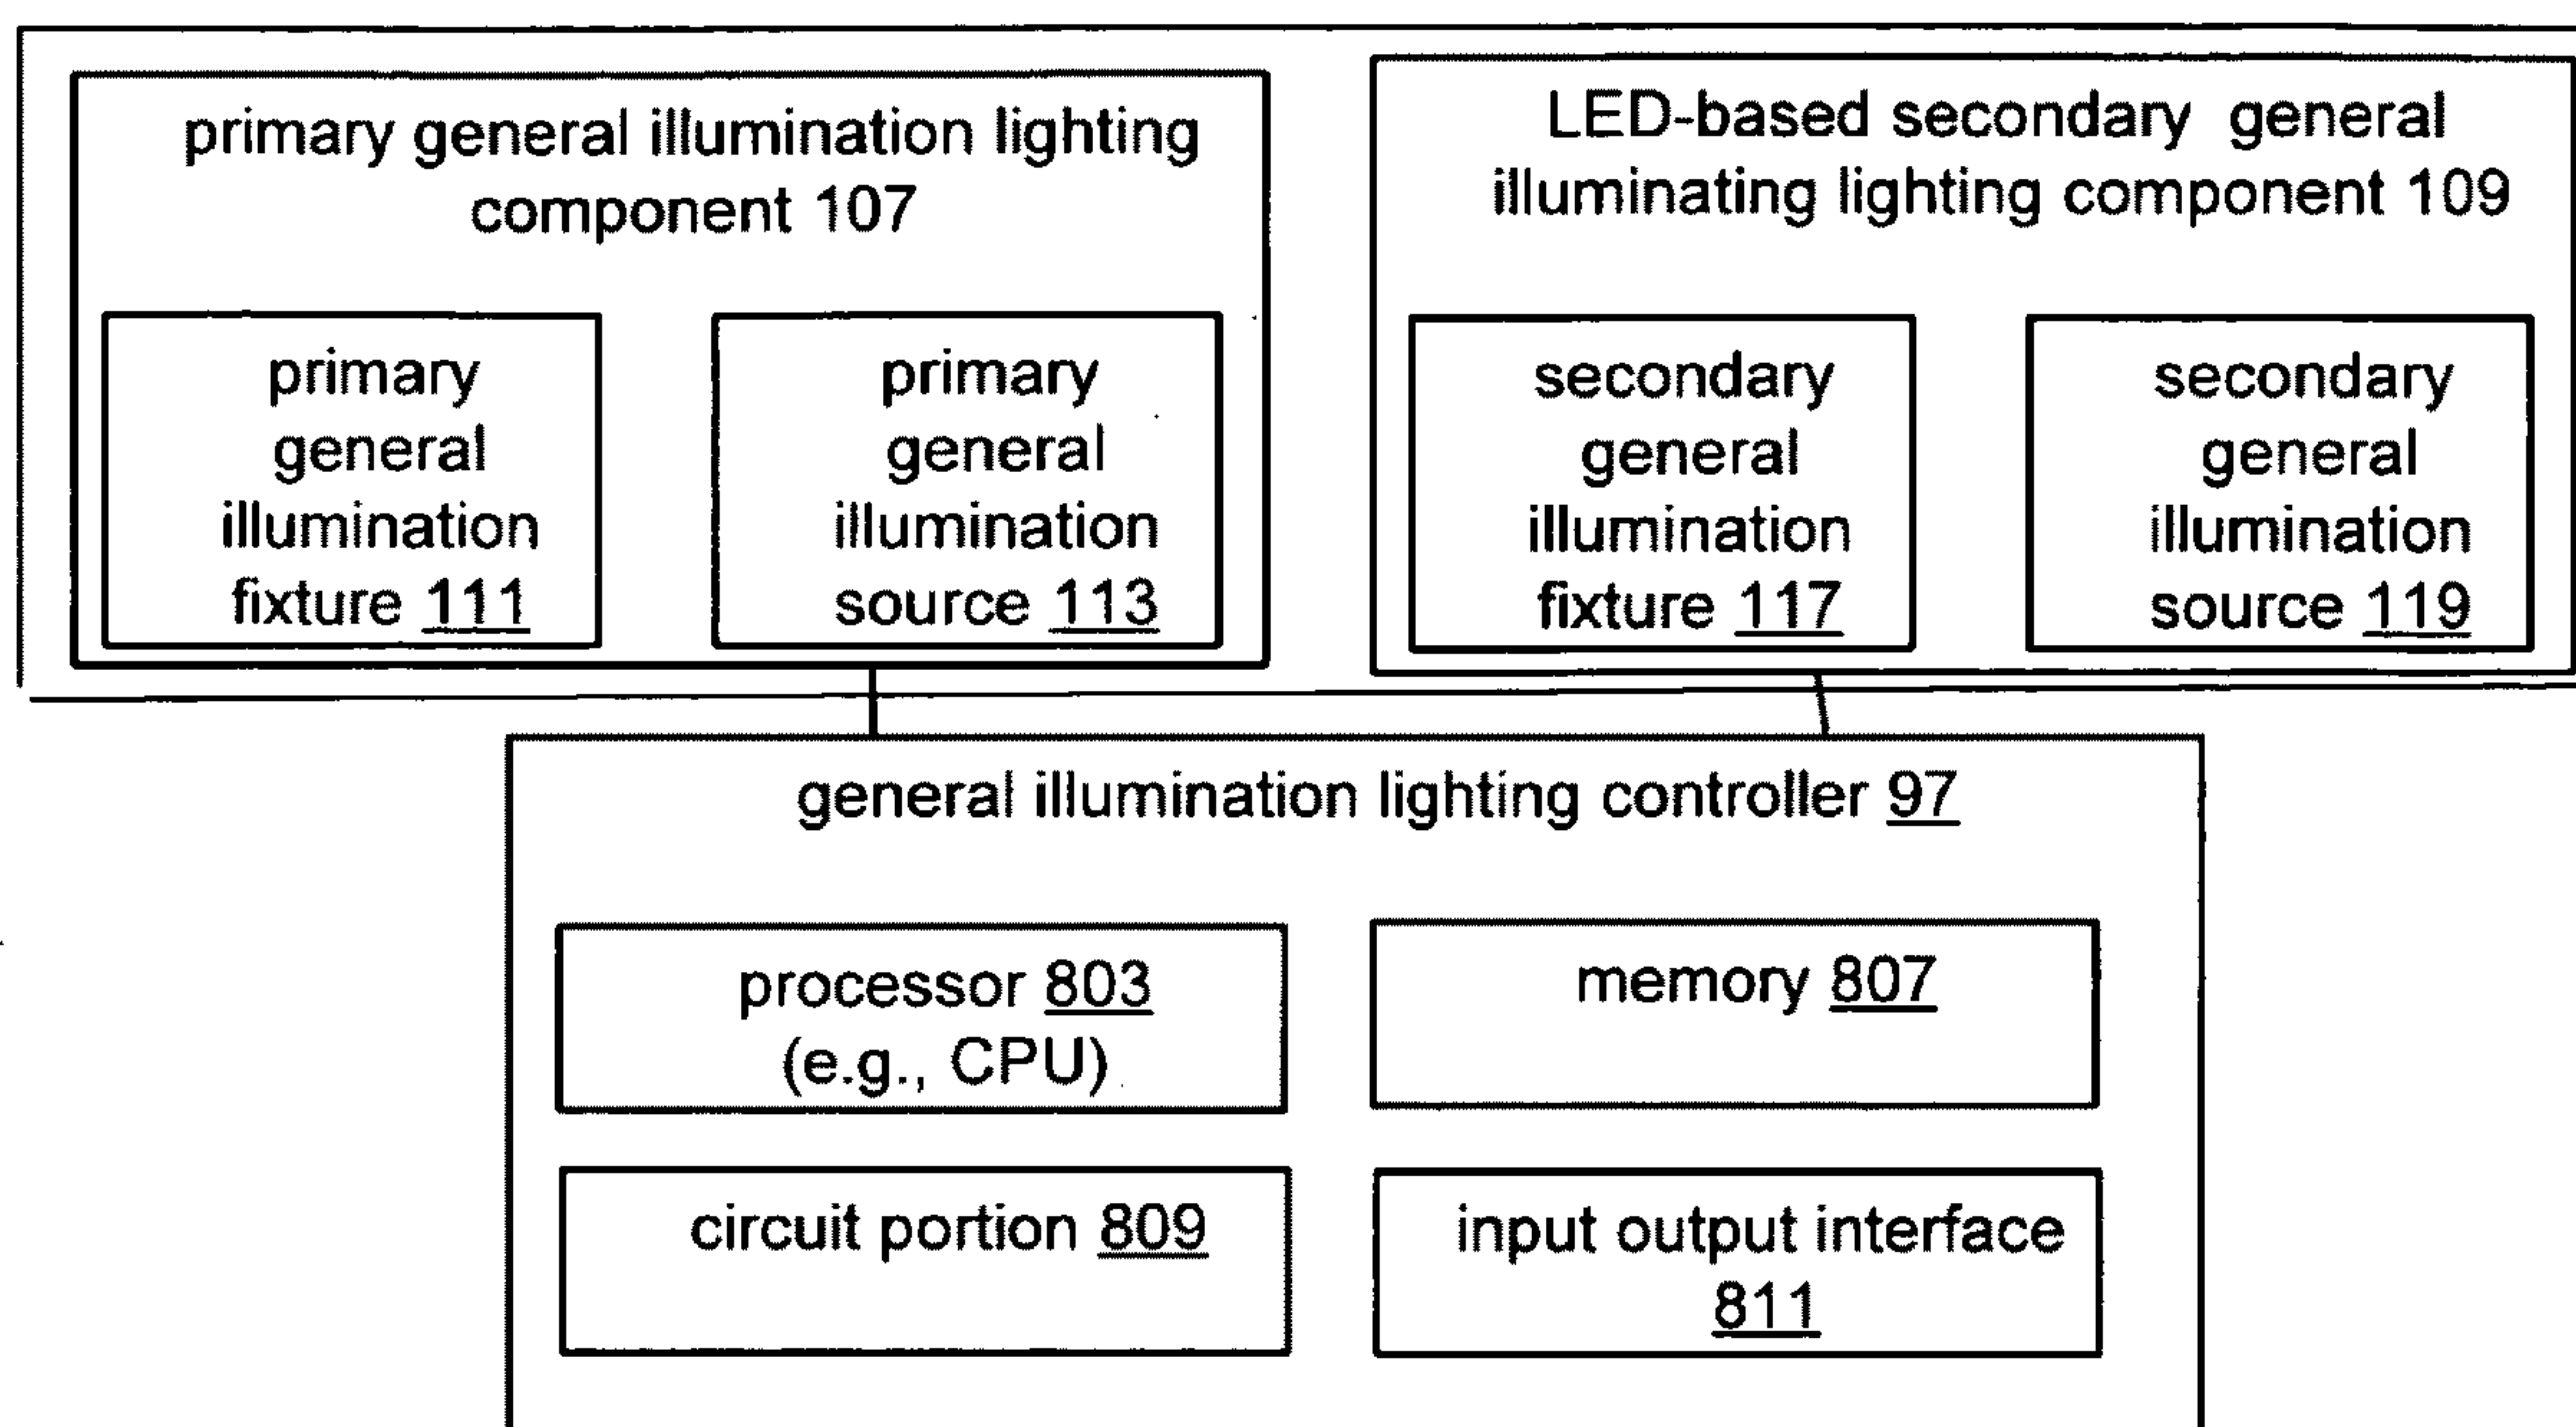 primary general illumination lighting
component 107
primary
general
illumination
fixture 111
primary
general
illumination
source 113
LED-based secondary general
illuminating lighting component 109
secondary
general
illumination
fixture 117
secondary
general
illumination
source 119
general illumination lighting controller 97
processor 803
(e.g., CPU)
memory 807
circuit portion 809
input output interface
811